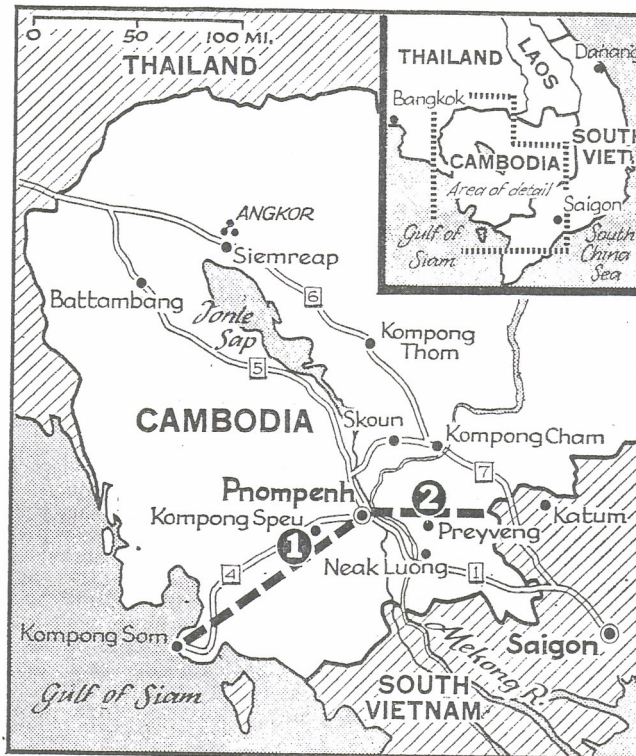 0 50 100 MI.
THAILAND
ANGKOR
Siemreap
Battambang
Tonle
Sap
6
Kompong
Thom
5
CAMBODIA
Skoun
Kompong Cham
7
Pnompenh
2
Kompong Speu
Katum
Preyveng
1
Neak Luong
4
1
Kompong Som
Saigon
Mekong R.
Gulf of Siam
SOUTH
VIETNAM
THAILAND
LAOS
Danang
Bangkok
SOUTH
VIET
CAMBODIA
Area of detail
Saigon
Gulf of
Siam
South
China
Sea